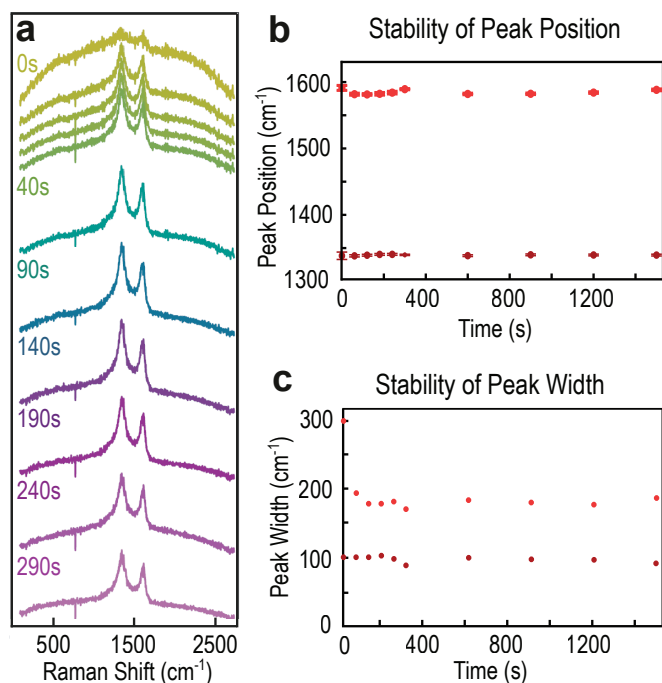 a
0s
40s
90s
140s
190s
240s
290s
500 1500 2500
Raman Shift (cm-1)
b
Stability of Peak Position
Peak Position (cm-1)
1600
1500
1400
1300
0 400 800 1200
Time (s)
c
Stability of Peak Width
Peak Width (cm-1)
300
200
100
0
0 400 800 1200
Time (s)